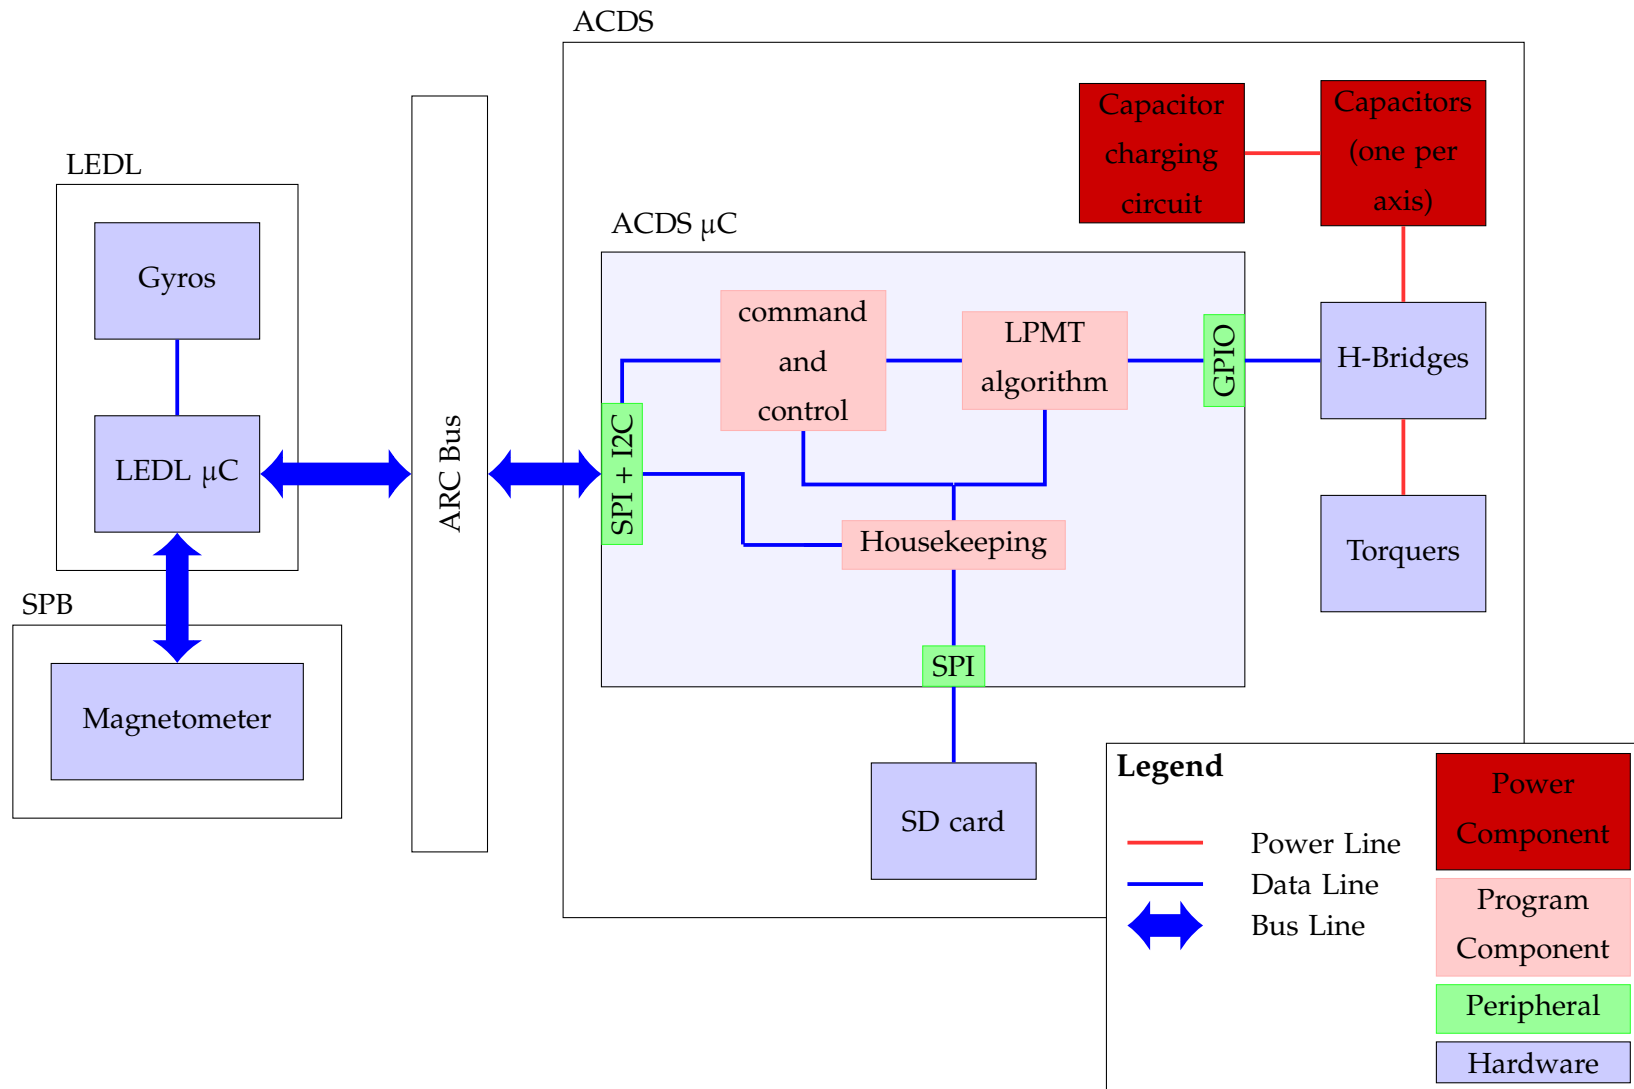 ACDS
Capacitor
charging
circuit
Capacitors
(one per
axis)
LEDL
Gyros
LEDL µC
SPB
Magnetometer
ARC Bus
ACDS µC
command
and
control
LPMT
algorithm
GPIO
H-Bridges
SPI + I2C
Housekeeping
Torquers
SPI
SD card
Legend
Power Line
Data Line
Bus Line
Power
Component
Program
Component
Peripheral
Hardware